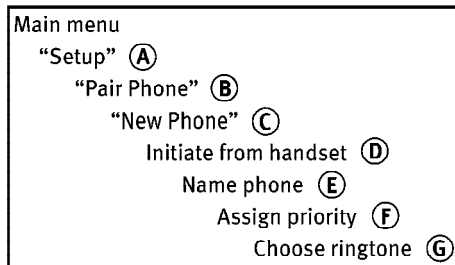 Main menu
“Setup” Ⓐ
“Pair Phone” Ⓑ
“New Phone” Ⓒ
Initiate from handset Ⓓ
Name phone Ⓔ
Assign priority Ⓕ
Choose ringtone Ⓖ